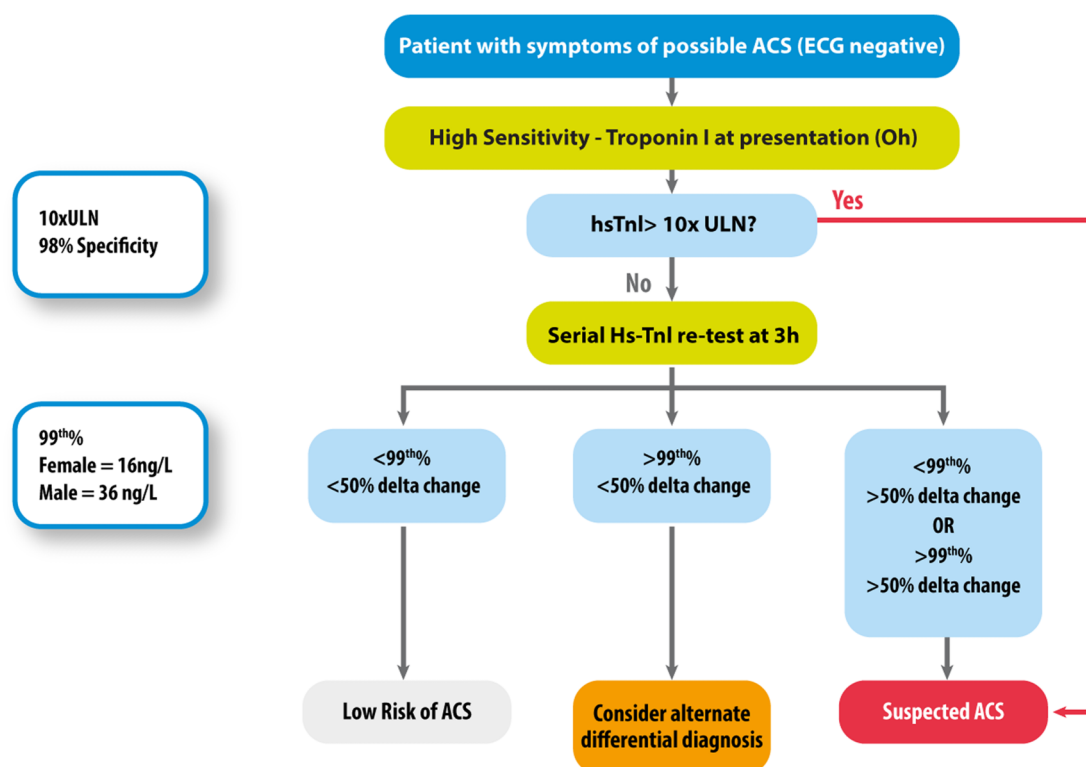 Patient with symptoms of possible ACS (ECG negative)
High Sensitivity - Troponin I at presentation (Oh)
10xULN
98% Specificity
hsTnl> 10x ULN?
Yes
No
Serial Hs-Tnl re-test at 3h
99th%
Female = 16ng/L
Male = 36 ng/L
<99th%
<50% delta change
>99th%
<50% delta change
<99th%
>50% delta change
OR
>99th%
>50% delta change
Low Risk of ACS
Consider alternate
differential diagnosis
Suspected ACS